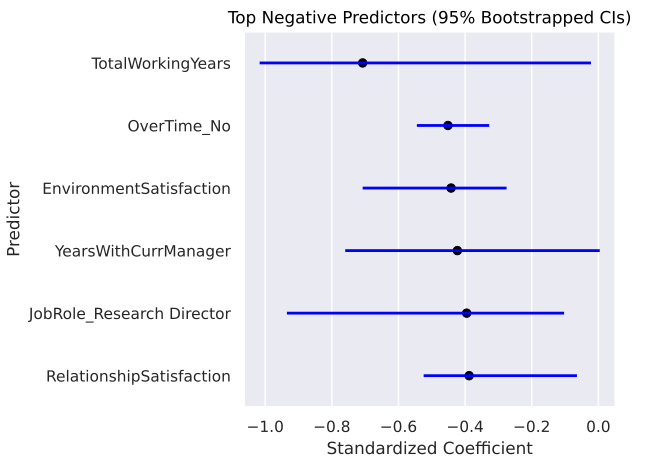 Top Negative Predictors (95% Bootstrapped CIs)
Predictor
TotalWorkingYears
OverTime_No
EnvironmentSatisfaction
YearsWithCurrManager
JobRole_Research Director
RelationshipSatisfaction
−1.0 −0.8 −0.6 −0.4 −0.2 0.0
Standardized Coefficient